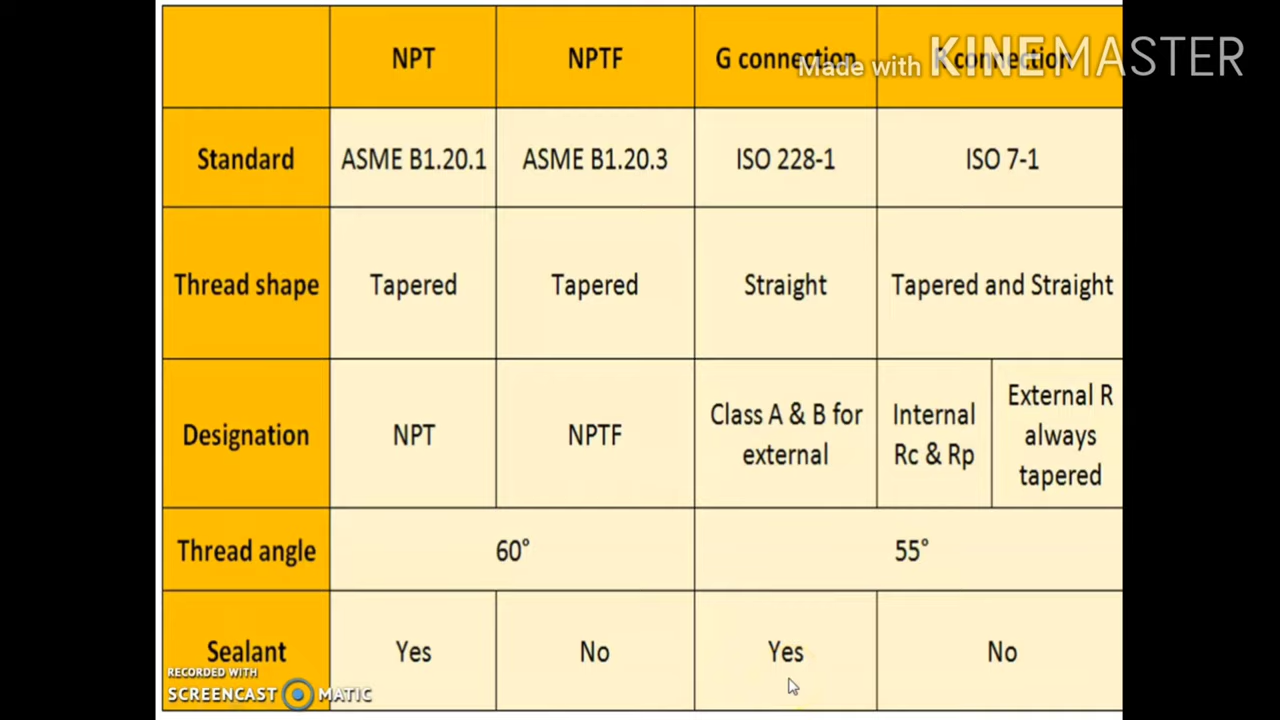 NPT
NPTF
G connection
connection
Made with KINEMASTER
Standard
ASME B1.20.1
ASME B1.20.3
ISO 228-1
ISO 7-1
Thread shape
Tapered
Tapered
Straight
Tapered and Straight
Designation
NPT
NPTF
Class A & B for
external
Internal
Rc & Rp
External R
always
tapered
Thread angle
60°
55°
Sealant
Yes
No
Yes
No
RECORDED WITH
SCREENCAST MATIC